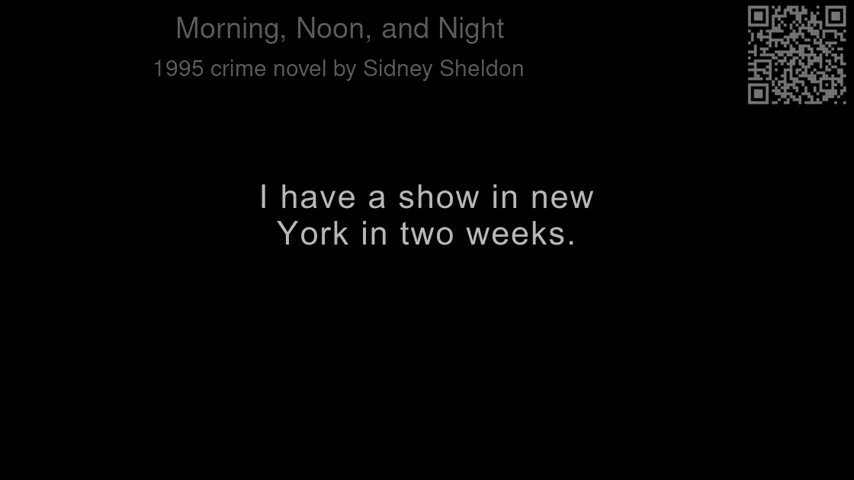 Morning, Noon, and Night
1995 crime novel by Sidney Sheldon
I have a show in new
York in two weeks.